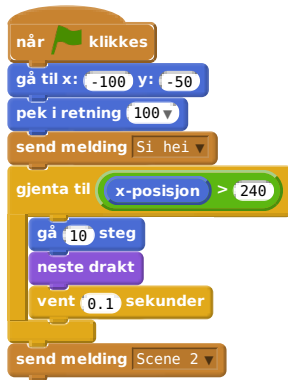 når klikkes
gå til x: -100 y: -50
pek i retning 100
send melding Si hei
gjenta til x-posisjon > 240
gå 10 steg
neste drakt
vent 0.1 sekunder
send melding Scene 2